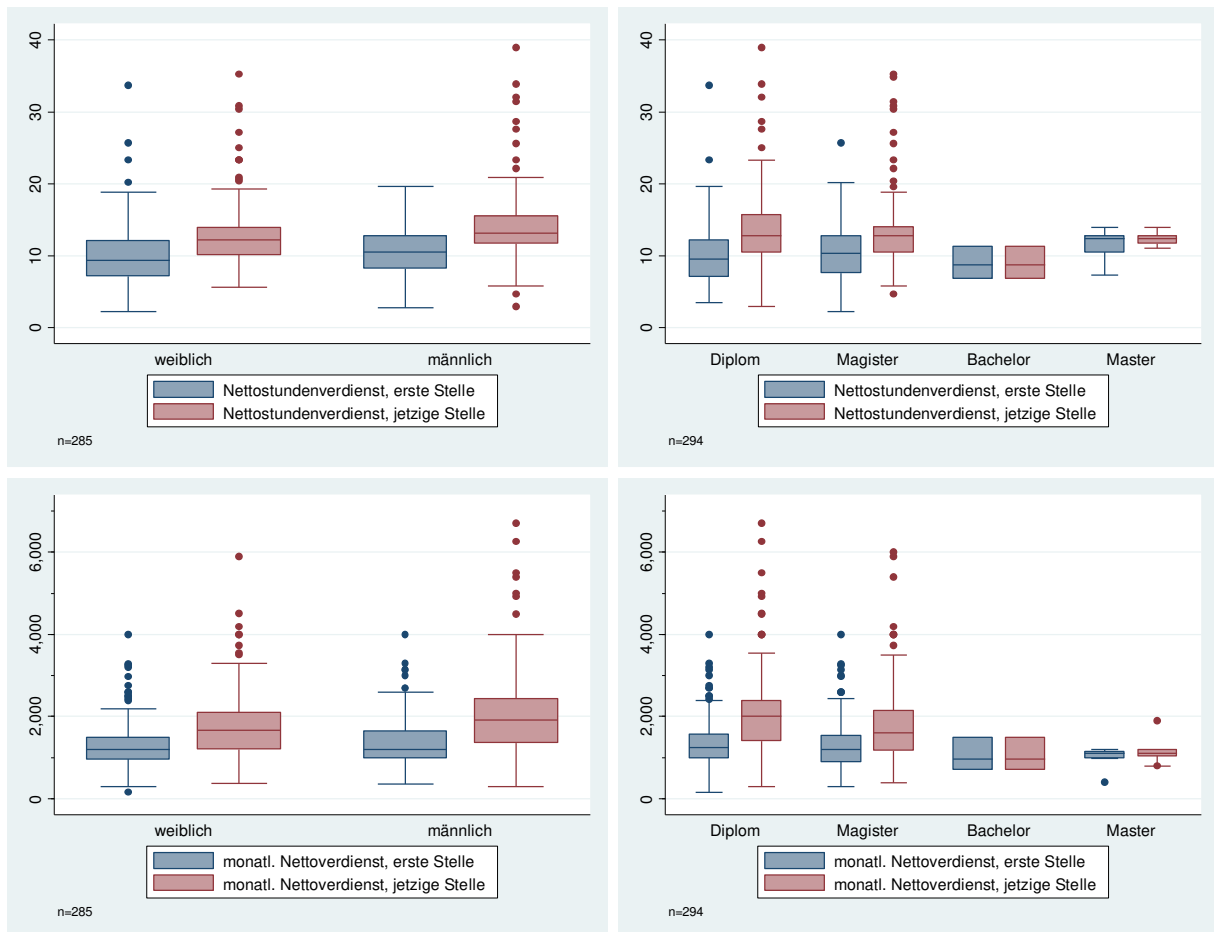 40
30
20
10
0
weiblich männlich
Nettostundenverdienst, erste Stelle
Nettostundenverdienst, jetzige Stelle
n=285
40
30
20
10
0
Diplom Magister Bachelor Master
Nettostundenverdienst, erste Stelle
Nettostundenverdienst, jetzige Stelle
n=294
6,000
4,000
2,000
0
weiblich männlich
monatl. Nettoverdienst, erste Stelle
monatl. Nettoverdienst, jetzige Stelle
n=285
6,000
4,000
2,000
0
Diplom Magister Bachelor Master
monatl. Nettoverdienst, erste Stelle
monatl. Nettoverdienst, jetzige Stelle
n=294